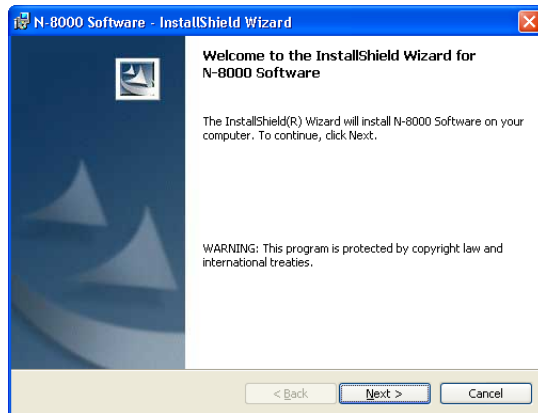 N-8000 Software - InstallShield Wizard
Welcome to the InstallShield Wizard for
N-8000 Software
The InstallShield(R) Wizard will install N-8000 Software on your
computer. To continue, click Next.
WARNING: This program is protected by copyright law and
international treaties.
< Back
Next >
Cancel